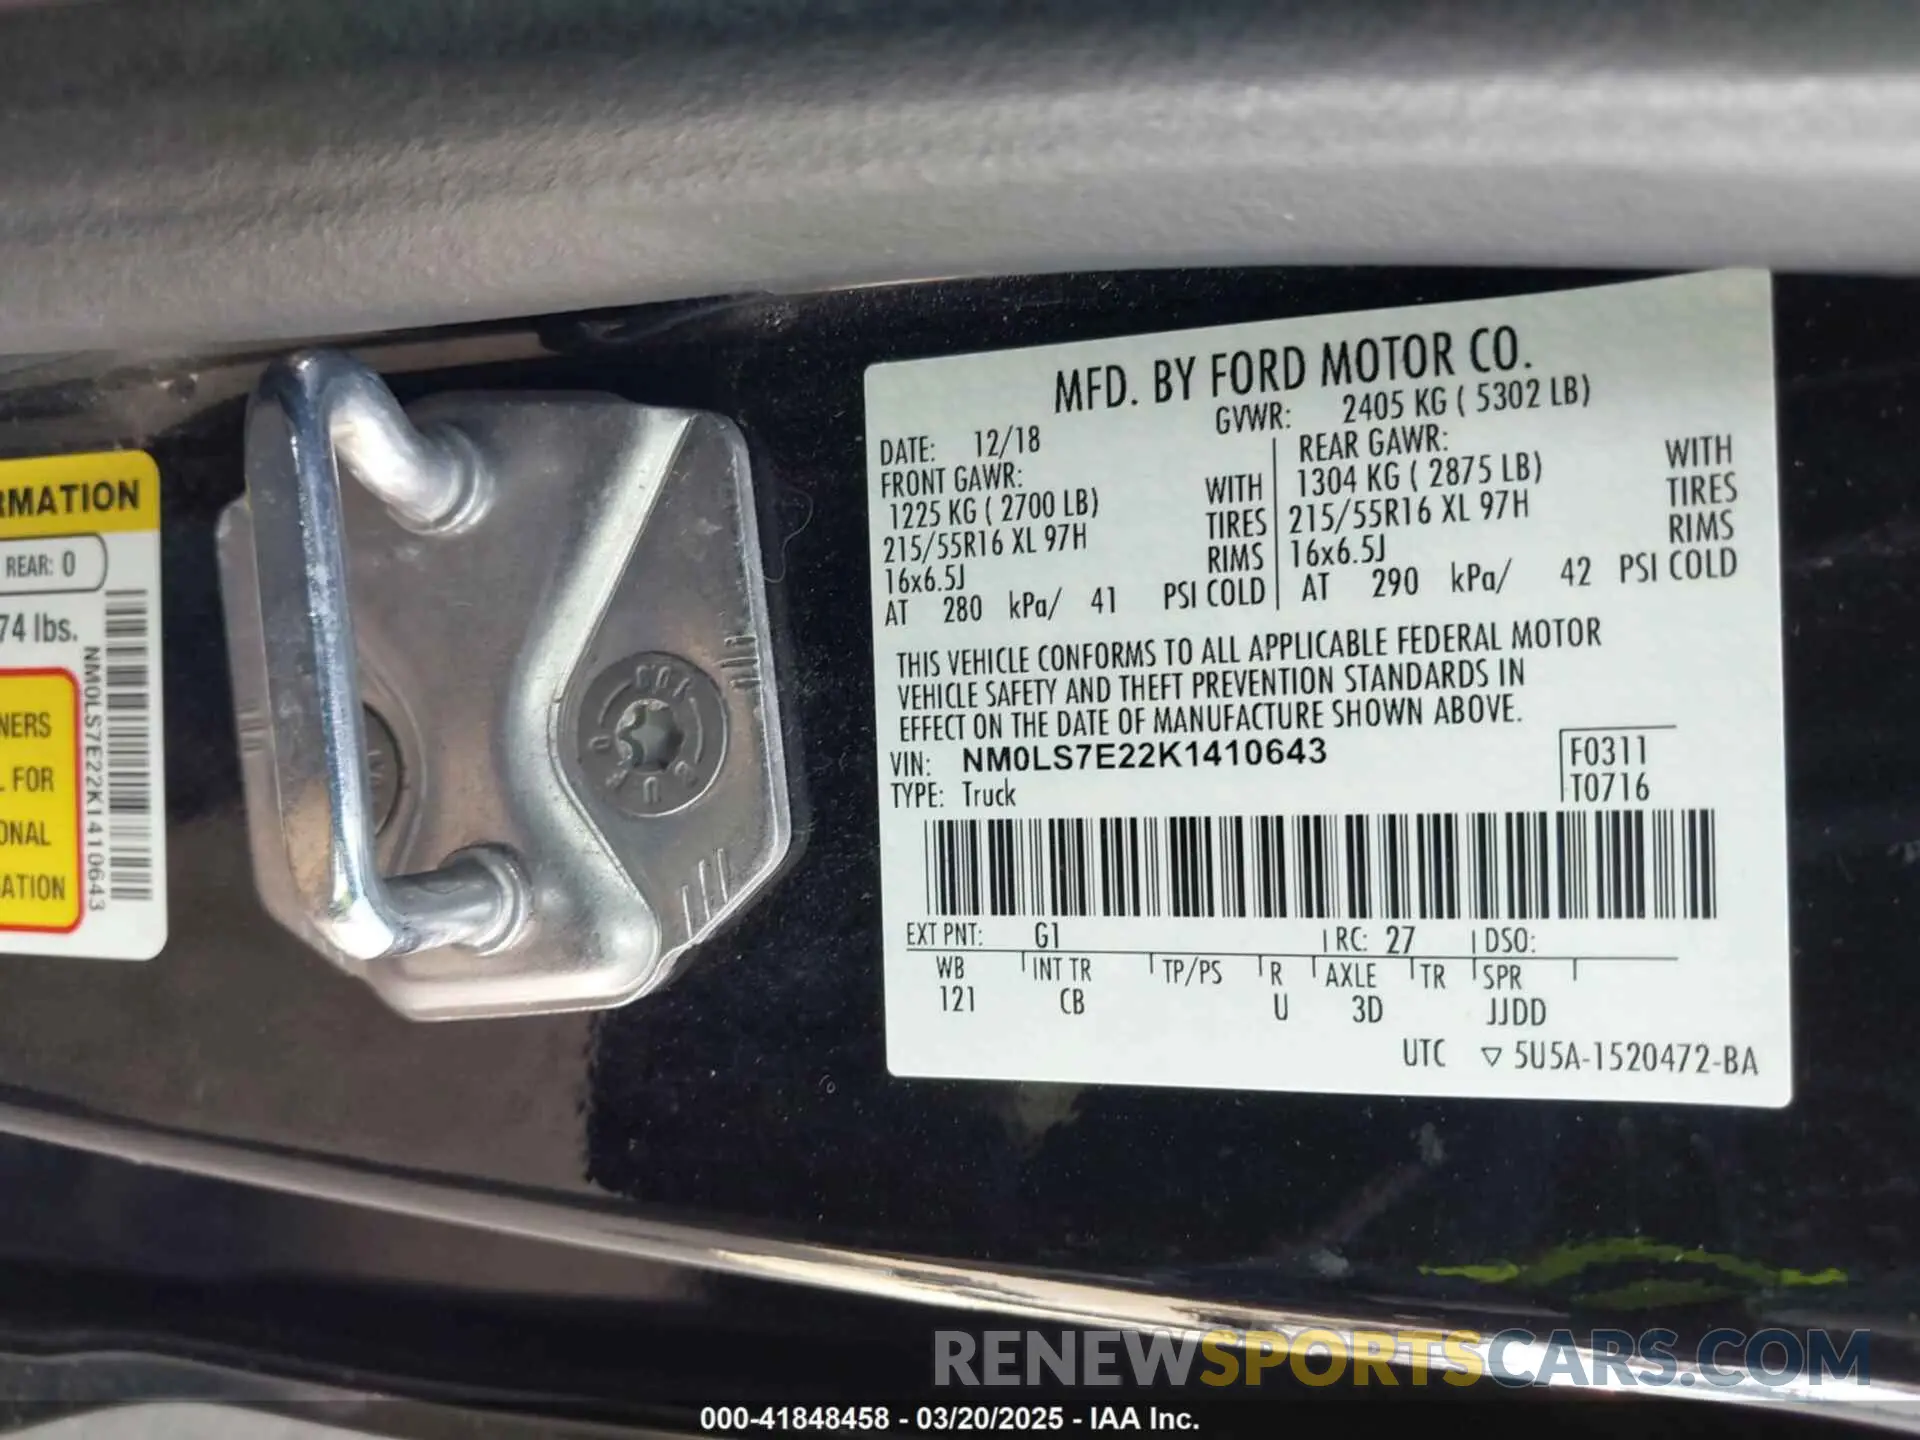 RMATION
REAR: 0
74 lbs.
NERS
FOR
ONAL
ATION
NM0LS7E22K1410643
MFD. BY FORD MOTOR CO.
DATE: 12/18 GVWR: 2405 KG ( 5302 LB)
FRONT GAWR: REAR GAWR:
1225 KG ( 2700 LB) WITH 1304 KG ( 2875 LB) WITH
215/55R16 XL 97H TIRES 215/55R16 XL 97H TIRES
16x6.5J RIMS 16x6.5J RIMS
AT 280 kPa/ 41 PSI COLD AT 290 kPa/ 42 PSI COLD
THIS VEHICLE CONFORMS TO ALL APPLICABLE FEDERAL MOTOR
VEHICLE SAFETY AND THEFT PREVENTION STANDARDS IN
EFFECT ON THE DATE OF MANUFACTURE SHOWN ABOVE.
VIN: NM0LS7E22K1410643 F0311
TYPE: Truck T0716
EXT PNT: G1 RC: 27 DSO:
WB INT TR TP/PS R AXLE TR SPR
121 CB U 3D JJDD
UTC ▽ 5U5A-1520472-BA
RENEWSPORTSCARS.COM
000-41848458 - 03/20/2025 - IAA Inc.